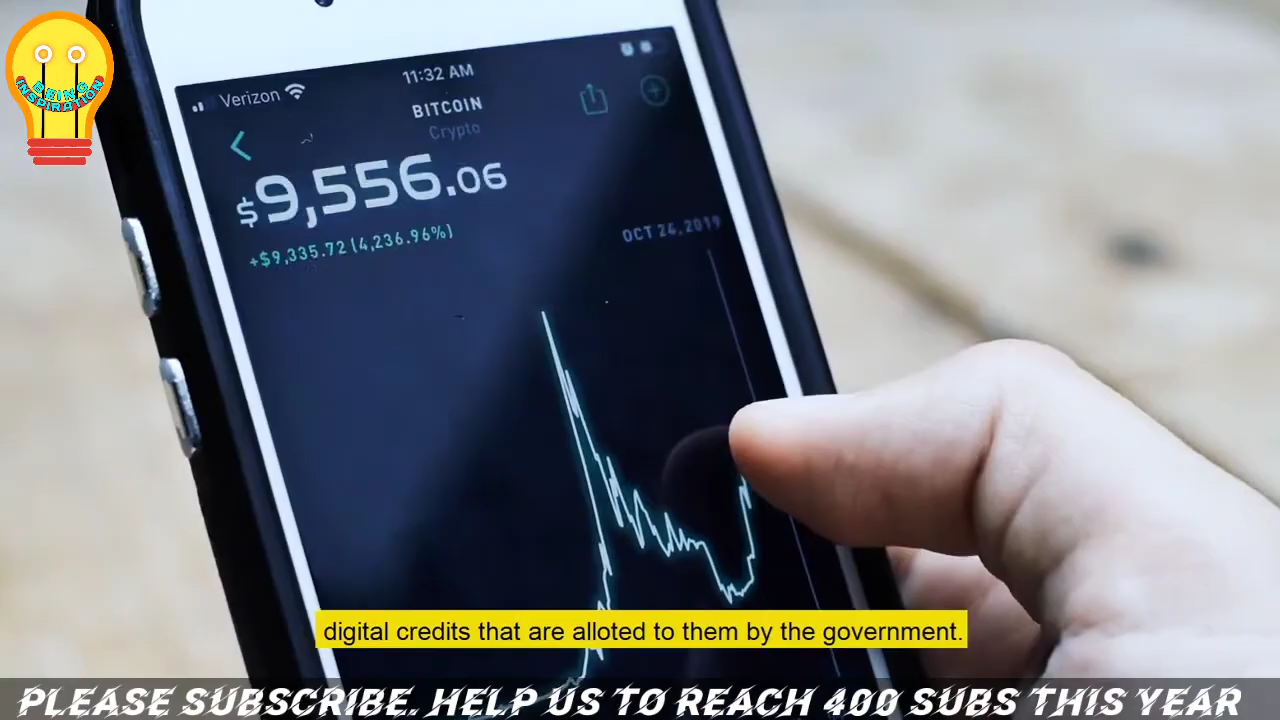 BEING
INSPIRATION
Verizon
11:32 AM
BITCOIN
Crypto
$9,556.06
+$9,335.72 (4,236.96%)
OCT 24, 2019
digital credits that are alloted to them by the government.
PLEASE SUBSCRIBE. HELP US TO REACH 400 SUBS THIS YEAR